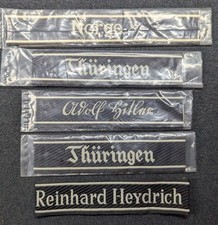 Norge
Thüringen
Adolf Hitler
Thüringen
Reinhard Heydrich